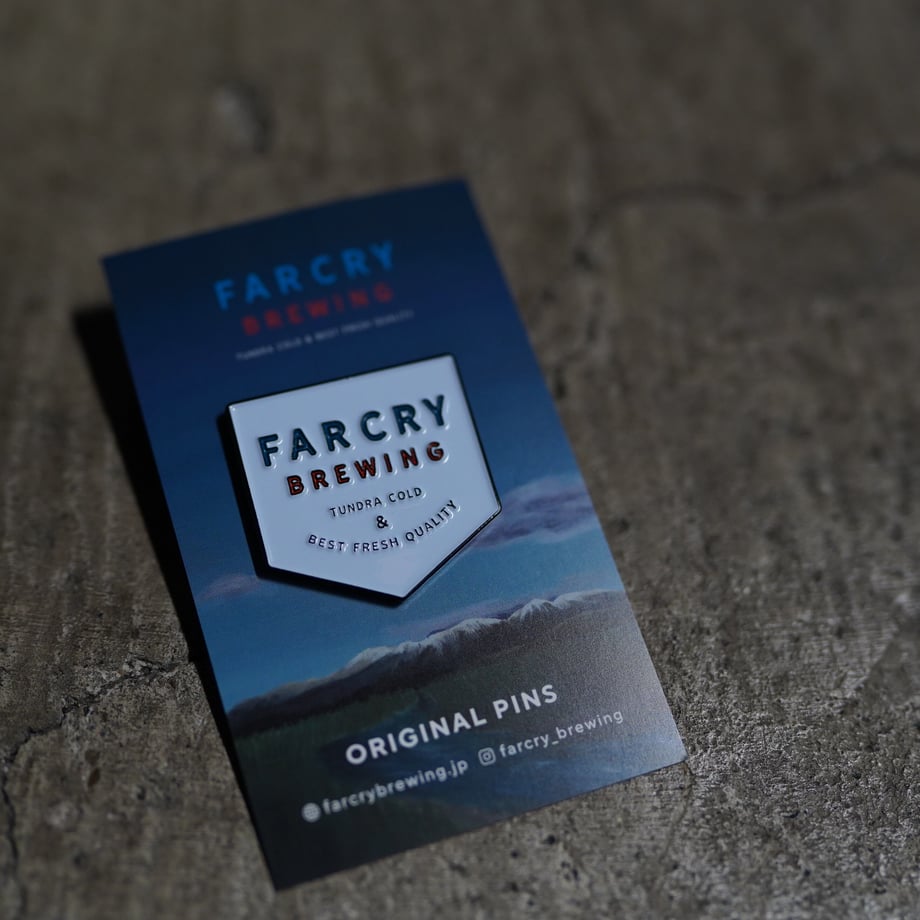 FARCRY
BREWING
TUNDRA COLD & BEST FRESH QUALITY
FARCRY
BREWING
TUNDRA COLD
&
BEST FRESH QUALITY
ORIGINAL PINS
farcrybrewing.jp farcry_brewing